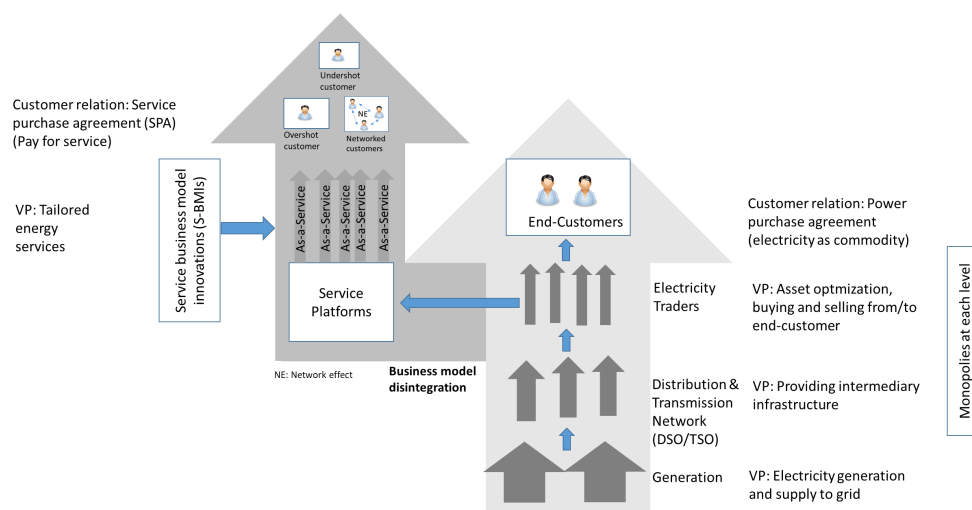 Undershot
customer
Overshot
customer
NE
Networked
customers
Customer relation: Service
purchase agreement (SPA)
(Pay for service)
VP: Tailored
energy
services
Service business model
innovations (S-BMIs)
As-a-Service
As-a-Service
As-a-Service
As-a-Service
As-a-Service
Service
Platforms
NE: Network effect
Business model
disintegration
End-Customers
Customer relation: Power
purchase agreement
(electricity as commodity)
Electricity
Traders
VP: Asset optmization,
buying and selling from/to
end-customer
Distribution &
Transmission
Network
(DSO/TSO)
VP: Providing intermediary
infrastructure
Generation
VP: Electricity generation
and supply to grid
Monopolies at each level